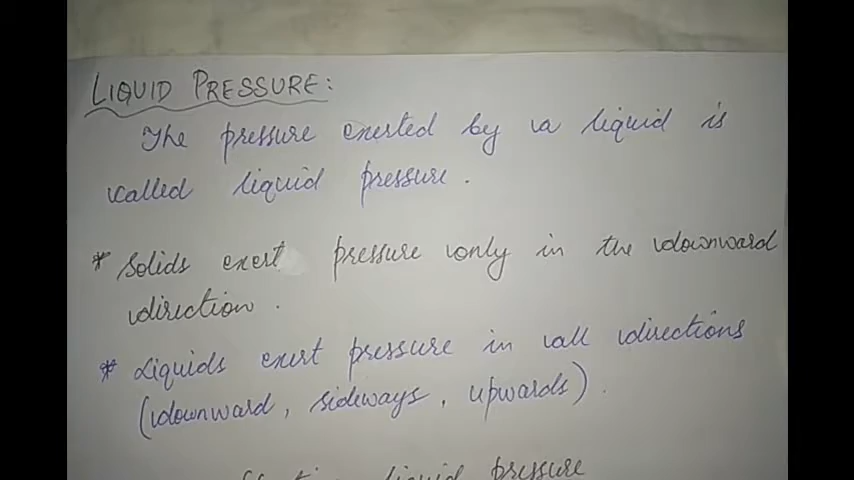 LIQUID PRESSURE:
The pressure exerted by a liquid is
called liquid pressure.
* Solids exert pressure only in the downward
direction.
* Liquids exert pressure in all directions
(downward, sideways, upwards).
liquid pressure